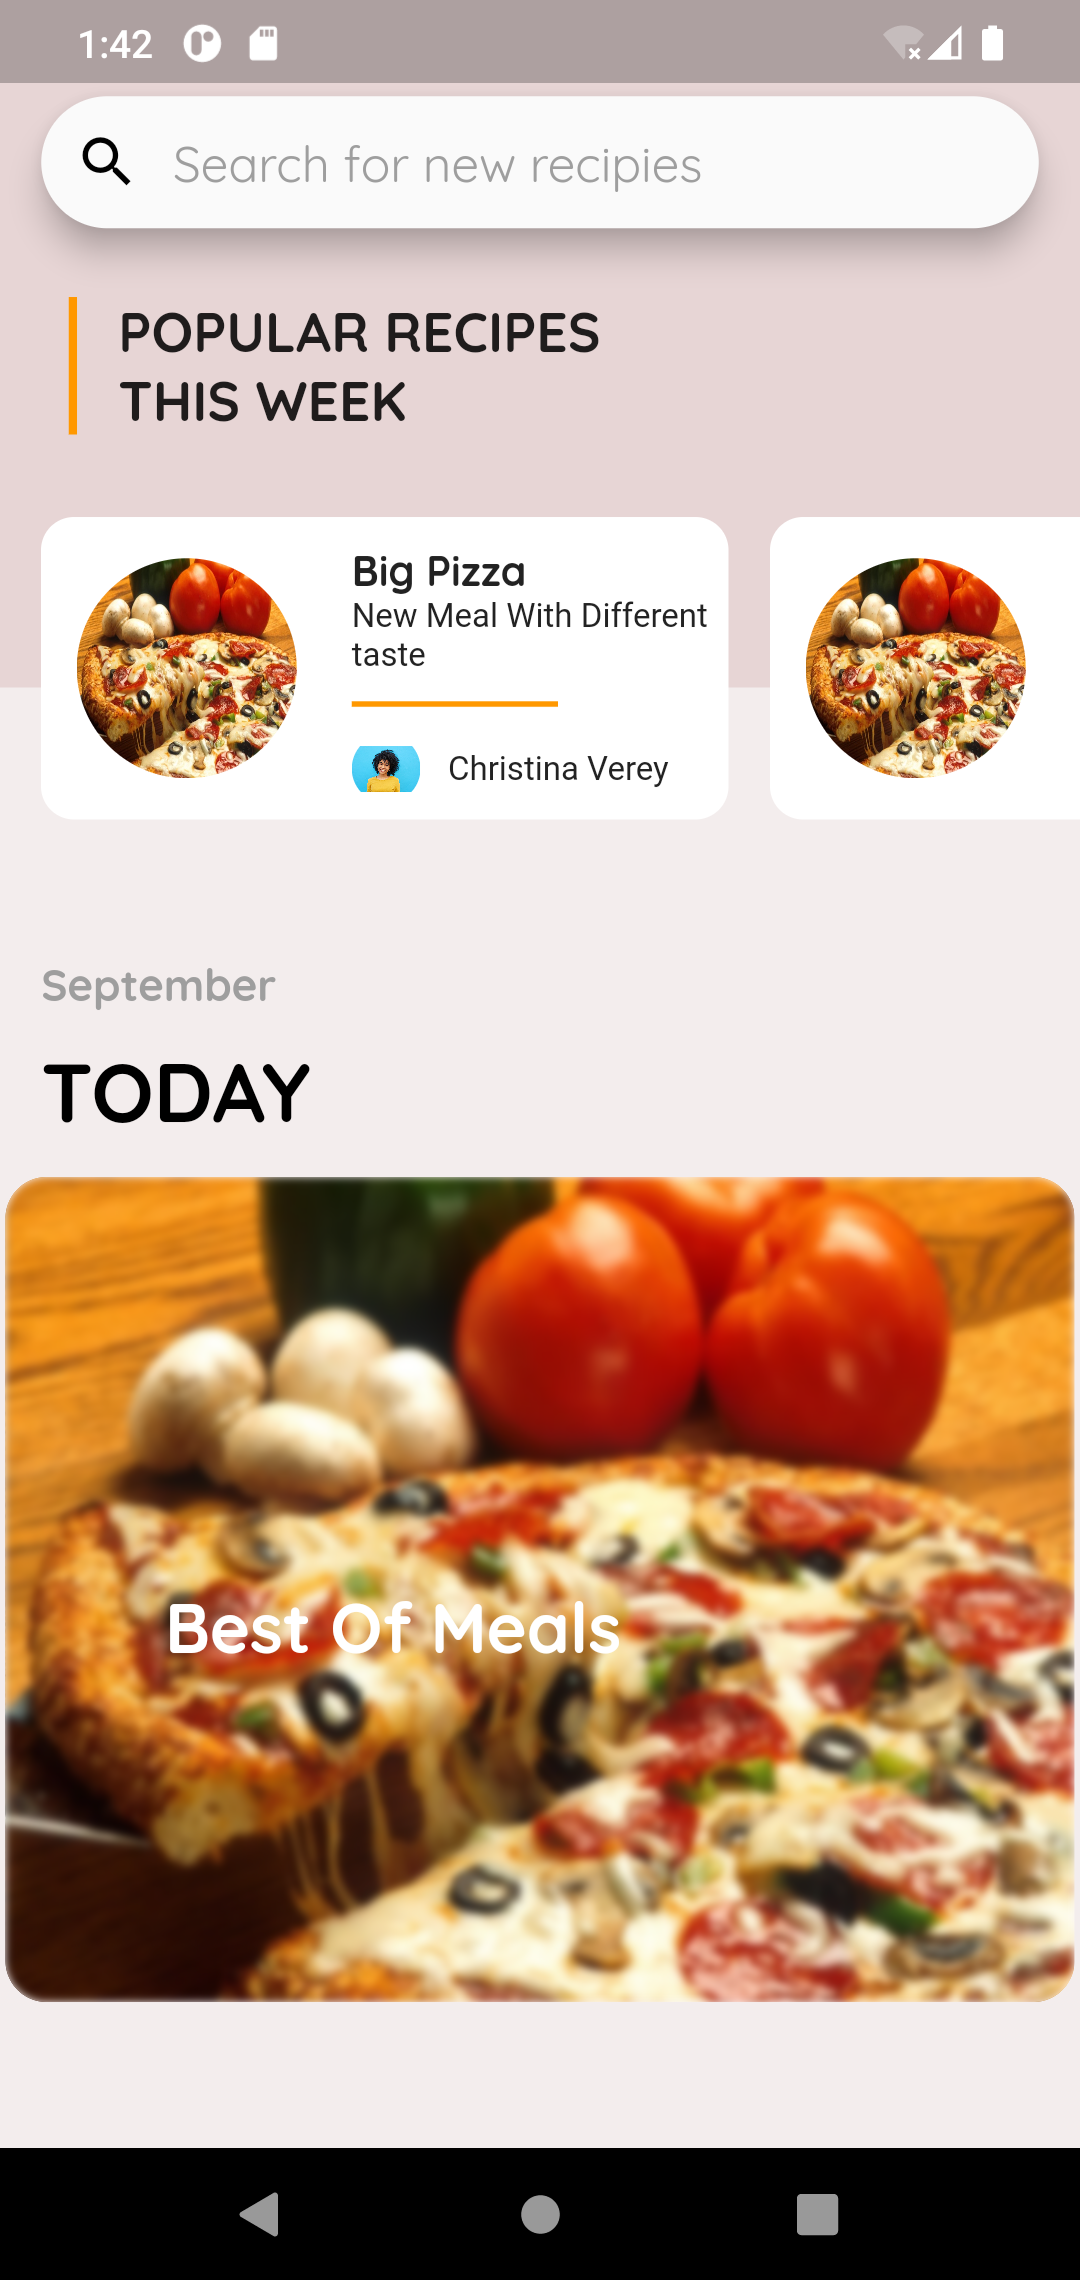 1:42
Search for new recipies
POPULAR RECIPES
THIS WEEK
Big Pizza
New Meal With Different
taste
Christina Verey
September
TODAY
Best Of Meals